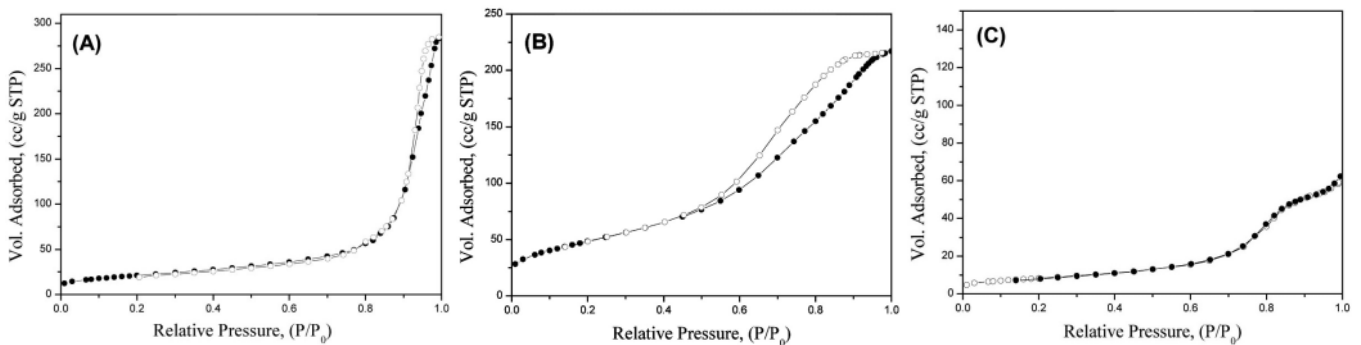 (A)
300
250
200
150
100
50
0
0.0 0.2 0.4 0.6 0.8 1.0
Vol. Adsorbed, (cc/g STP)
Relative Pressure, (P/P0)
(B)
250
200
150
100
50
0
0.0 0.2 0.4 0.6 0.8 1.0
Vol. Adsorbed, (cc/g STP)
Relative Pressure, (P/P0)
(C)
140
120
100
80
60
40
20
0
0.0 0.2 0.4 0.6 0.8 1.0
Vol. Adsorbed, (cc/g STP)
Relative Pressure, (P/P0)